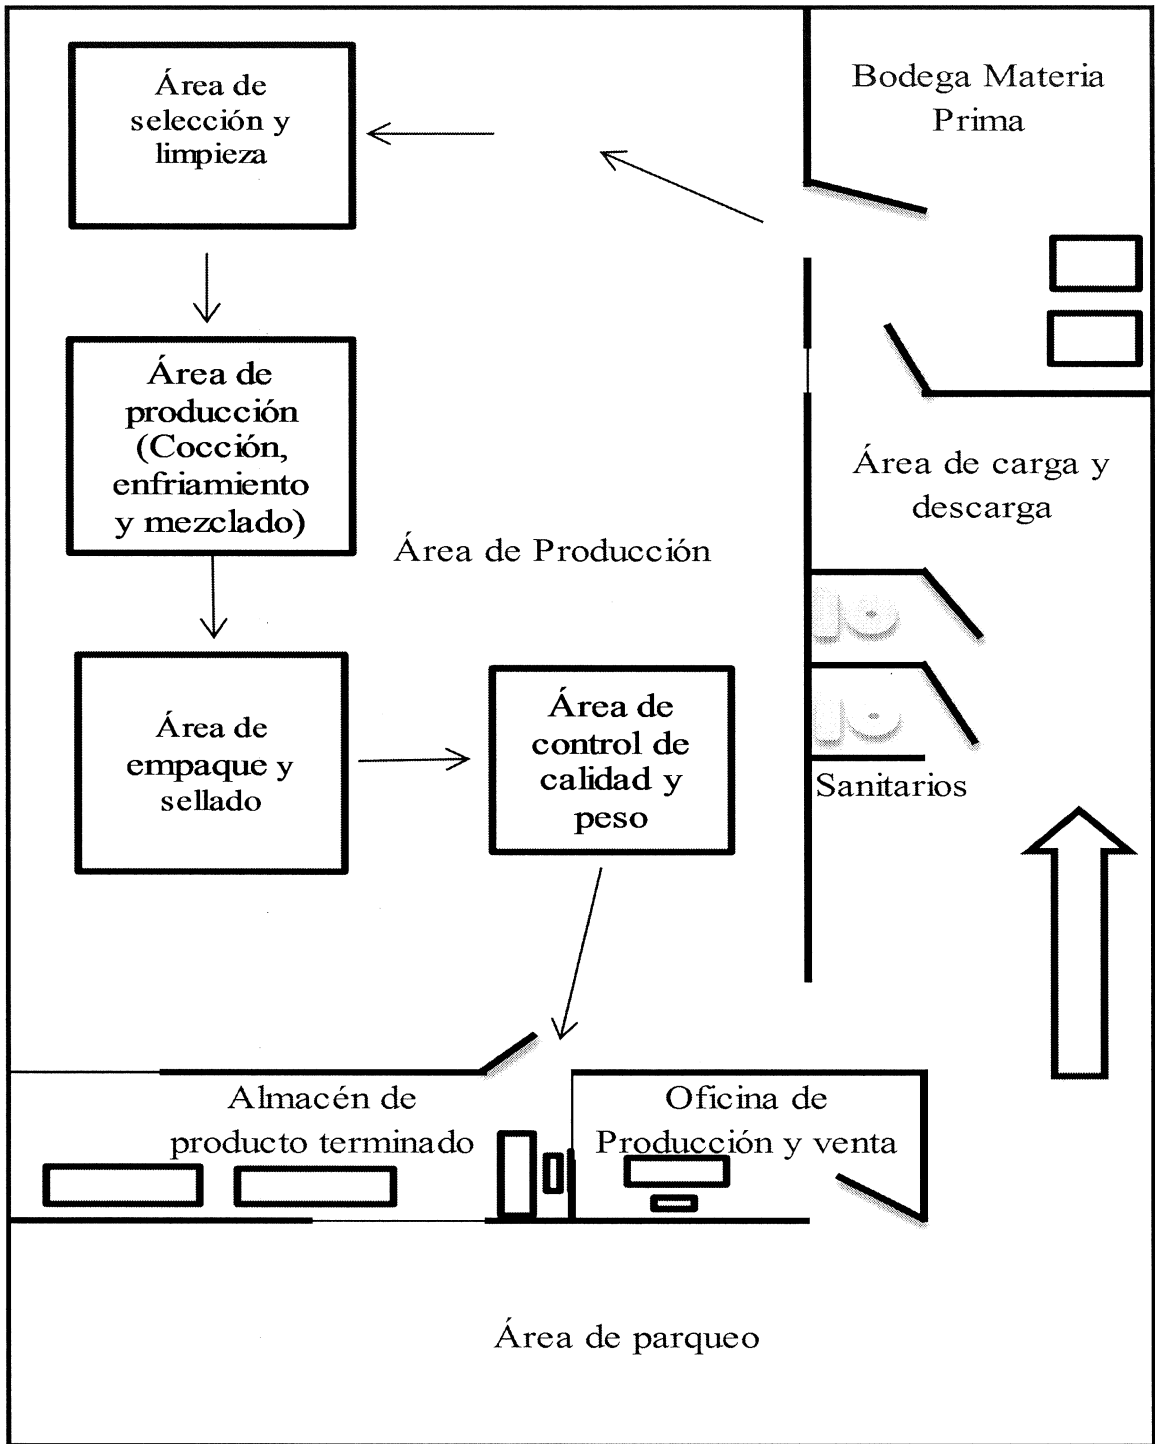 Área de
selección y
limpieza
Bodega Materia
Prima
Área de
producción
(Cocción,
enfriamiento
y mezclado)
Área de carga y
descarga
Área de Producción
Área de
empaque y
sellado
Área de
control de
calidad y
peso
Sanitarios
Almacén de
producto terminado
Oficina de
Producción y venta
Área de parqueo